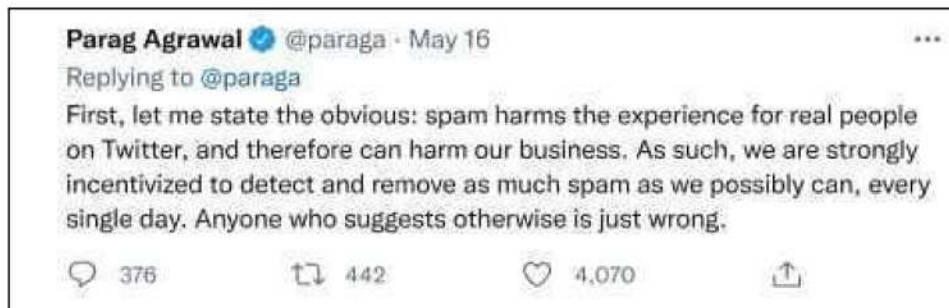 Parag Agrawal @paraga · May 16
Replying to @paraga
First, let me state the obvious: spam harms the experience for real people
on Twitter, and therefore can harm our business. As such, we are strongly
incentivized to detect and remove as much spam as we possibly can, every
single day. Anyone who suggests otherwise is just wrong.
376 442 4,070